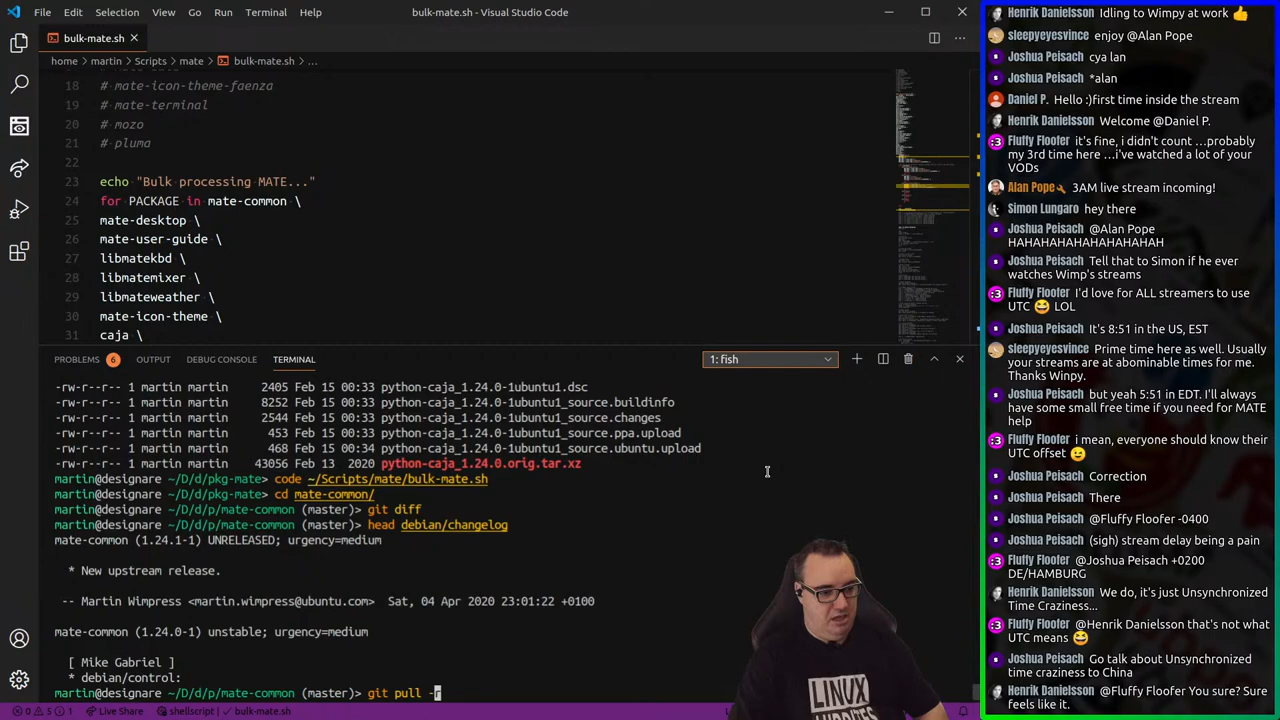 File Edit Selection View Go Run Terminal Help
bulk-mate.sh - Visual Studio Code
bulk-mate.sh
home > martin > Scripts > mate > bulk-mate.sh > ...
18 # mate-icon-theme-faenza
19 # mate-terminal
20 # mozo
21 # pluma
22
23 echo "Bulk processing MATE..."
24 for PACKAGE in mate-common \
25 mate-desktop \
26 mate-user-guide \
27 libmatekbd \
28 libmatemixer \
29 libmateweather \
30 mate-icon-theme \
31 caja \
PROBLEMS 6 OUTPUT DEBUG CONSOLE TERMINAL
1: fish
-rw-r--r-- 1 martin martin 2405 Feb 15 00:33 python-caja_1.24.0-1ubuntu1.dsc
-rw-r--r-- 1 martin martin 8252 Feb 15 00:33 python-caja_1.24.0-1ubuntu1_source.buildinfo
-rw-r--r-- 1 martin martin 2544 Feb 15 00:33 python-caja_1.24.0-1ubuntu1_source.changes
-rw-r--r-- 1 martin martin 453 Feb 15 00:33 python-caja_1.24.0-1ubuntu1_source.ppa.upload
-rw-r--r-- 1 martin martin 468 Feb 15 00:34 python-caja_1.24.0-1ubuntu1_source.ubuntu.upload
-rw-r--r-- 1 martin martin 43056 Feb 13 2020 python-caja_1.24.0.orig.tar.xz
martin@designare ~/D/d/pkg-mate> code ~/Scripts/mate/bulk-mate.sh
martin@designare ~/D/d/pkg-mate> cd mate-common/
martin@designare ~/D/d/p/mate-common (master)> git diff
martin@designare ~/D/d/p/mate-common (master)> head debian/changelog
mate-common (1.24.1-1) UNRELEASED; urgency=medium
* New upstream release.
-- Martin Wimpress <martin.wimpress@ubuntu.com> Sat, 04 Apr 2020 23:01:22 +0100
mate-common (1.24.0-1) unstable; urgency=medium
[ Mike Gabriel ]
* debian/control:
martin@designare ~/D/d/p/mate-common (master)> git pull -r
0 5 1 Live Share shellscript bulk-mate.sh
LINUX
Henrik Danielsson Idling to Wimpy at work 👍
sleepyeyesvince enjoy @Alan Pope
Joshua Peisach cya lan
Joshua Peisach *alan
Daniel P. Hello :)first time inside the stream
Henrik Danielsson Welcome @Daniel P.
Fluffy Floofer it's fine, i didn't count …probably
my 3rd time here …i've watched a lot of your
VODs
Alan Pope 3AM live stream incoming!
Simon Lungaro hey there
Joshua Peisach @Alan Pope
HAHAHAHAHAHAHAHAH
Joshua Peisach Tell that to Simon if he ever
watches Wimp's streams
Fluffy Floofer I'd love for ALL streamers to use
UTC 😆 LOL
Joshua Peisach It's 8:51 in the US, EST
sleepyeyesvince Prime time here as well. Usually
your streams are at abominable times for me.
Thanks Winpy.
Joshua Peisach but yeah 5:51 in EDT. I'll always
have some small free time if you need for MATE
help
Fluffy Floofer i mean, everyone should know their
UTC offset 😉
Joshua Peisach Correction
Joshua Peisach There
Joshua Peisach @Fluffy Floofer -0400
Joshua Peisach (sigh) stream delay being a pain
Fluffy Floofer @Joshua Peisach +0200
DE/HAMBURG
Henrik Danielsson We do, it's just Unsynchronized
Time Craziness...
Fluffy Floofer @Henrik Danielsson that's not what
UTC means 😆
Joshua Peisach Go talk about Unsynchronized
time craziness to China
Henrik Danielsson @Fluffy Floofer You sure? Sure
feels like it.